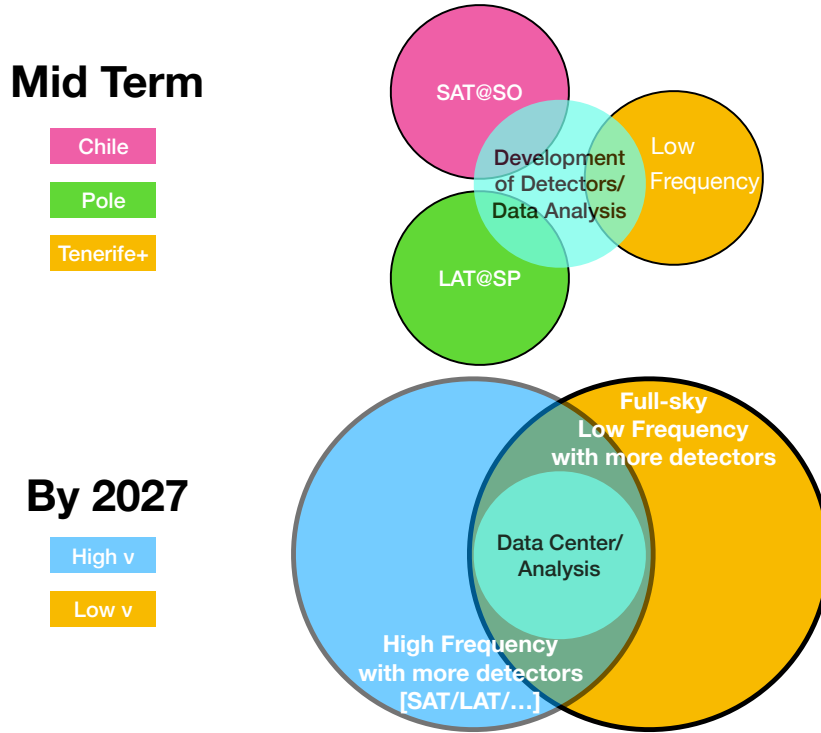 Mid Term
Chile
Pole
Tenerife+
SAT@SO
Development
of Detectors/
Data Analysis
Low
Frequency
LAT@SP
By 2027
High ν
Low ν
Full-sky
Low Frequency
with more detectors
Data Center/
Analysis
High Frequency
with more detectors
[SAT/LAT/…]